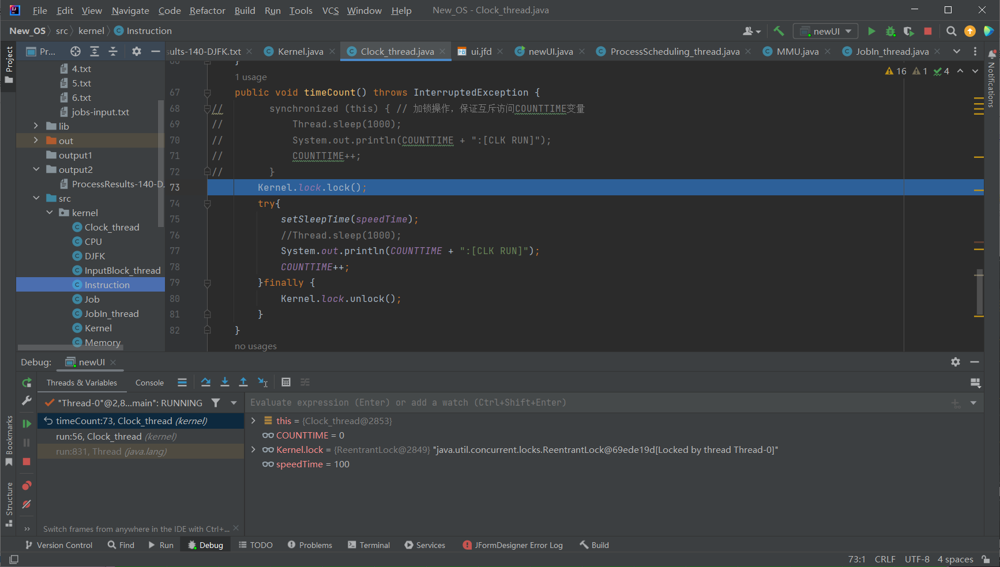 File Edit View Navigate Code Refactor Build Run Tools VCS Window Help New_OS - Clock_thread.java
New_OS src kernel Instruction
newUI
Project
Pr...
sults-140-DJFK.txt Kernel.java Clock_thread.java ui.jfd newUI.java ProcessScheduling_thread.java MMU.java JobIn_thread.java
Notifications
16 1 4
4.txt
5.txt
6.txt
jobs-input.txt
lib
out
output1
output2
ProcessResults-140-D
src
kernel
Clock_thread
CPU
DJFK
InputBlock_thread
Instruction
Job
JobIn_thread
Kernel
Memory
66 }
1 usage
67 public void timeCount() throws InterruptedException {
68 // synchronized (this) { // 加锁操作，保证互斥访问COUNTTIME变量
69 // Thread.sleep(1000);
70 // System.out.println(COUNTTIME + ":[CLK RUN]");
71 // COUNTTIME++;
72 // }
73 Kernel.lock.lock();
74 try{
75 setSleepTime(speedTime);
76 //Thread.sleep(1000);
77 System.out.println(COUNTTIME + ":[CLK RUN]");
78 COUNTTIME++;
79 }finally {
80 Kernel.lock.unlock();
81 }
82 }
no usages
Debug: newUI
Threads & Variables Console
"Thread-0"@2,8...main": RUNNING
Evaluate expression (Enter) or add a watch (Ctrl+Shift+Enter)
timeCount:73, Clock_thread (kernel)
run:56, Clock_thread (kernel)
run:831, Thread (java.lang)
this = {Clock_thread@2853}
COUNTTIME = 0
Kernel.lock = {ReentrantLock@2849} "java.util.concurrent.locks.ReentrantLock@69ede19d[Locked by thread Thread-0]"
speedTime = 100
Bookmarks
Structure
Switch frames from anywhere in the IDE with Ctrl+...
Version Control Find Run Debug TODO Problems Terminal Services JFormDesigner Error Log Build
73:1 CRLF UTF-8 4 spaces